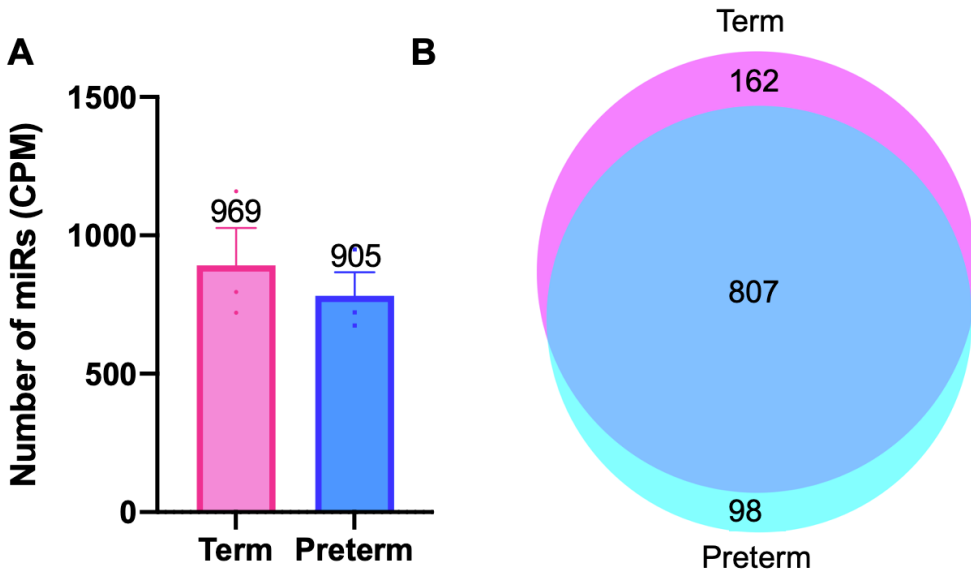 A
Number of miRs (CPM)
1500
1000
500
0
969
905
Term
Preterm
B
Term
162
807
98
Preterm